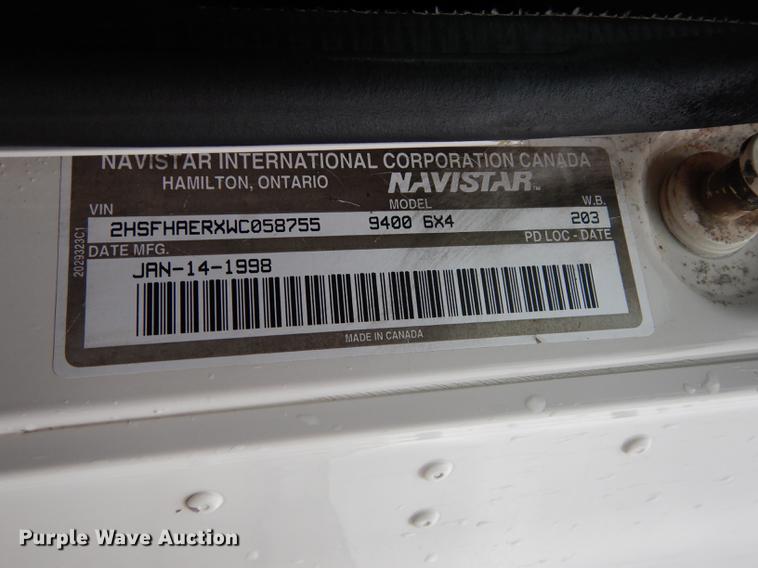 NAVISTAR INTERNATIONAL CORPORATION CANADA
HAMILTON, ONTARIO NAVISTAR™
VIN MODEL W.B.
2HSFHAERXWC058755 9400 6X4 203
DATE MFG. PD LOC - DATE
JAN-14-1998
MADE IN CANADA
2029323C1
Purple Wave Auction